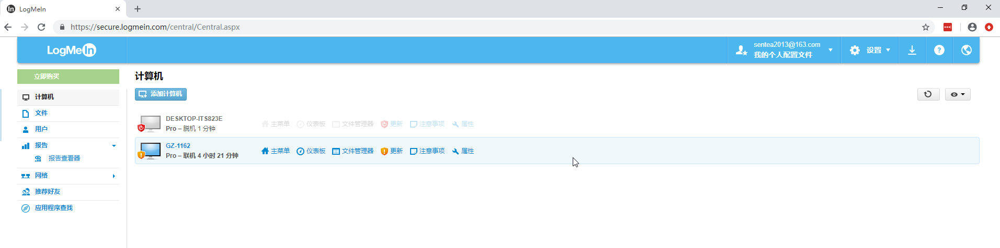 LogMeIn
https://secure.logmein.com/central/Central.aspx
LogMeIn
sentea2013@163.com
我的个人配置文件
设置
立即购买
计算机
文件
用户
报告
报告查看器
网络
推荐好友
应用程序查找
计算机
添加计算机
DESKTOP-ITS823E
Pro – 脱机 1 分钟
主菜单 仪表板 文件管理器 更新 注意事项 属性
GZ-1162
Pro – 联机 4 小时 21 分钟
主菜单 仪表板 文件管理器 更新 注意事项 属性